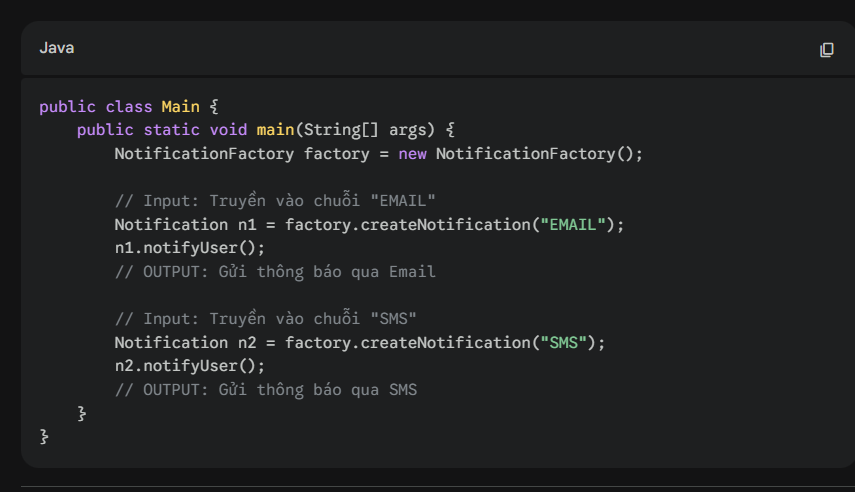 Java
public class Main {
    public static void main(String[] args) {
        NotificationFactory factory = new NotificationFactory();
        // Input: Truyền vào chuỗi "EMAIL"
        Notification n1 = factory.createNotification("EMAIL");
        n1.notifyUser();
        // OUTPUT: Gửi thông báo qua Email
        // Input: Truyền vào chuỗi "SMS"
        Notification n2 = factory.createNotification("SMS");
        n2.notifyUser();
        // OUTPUT: Gửi thông báo qua SMS
    }
}